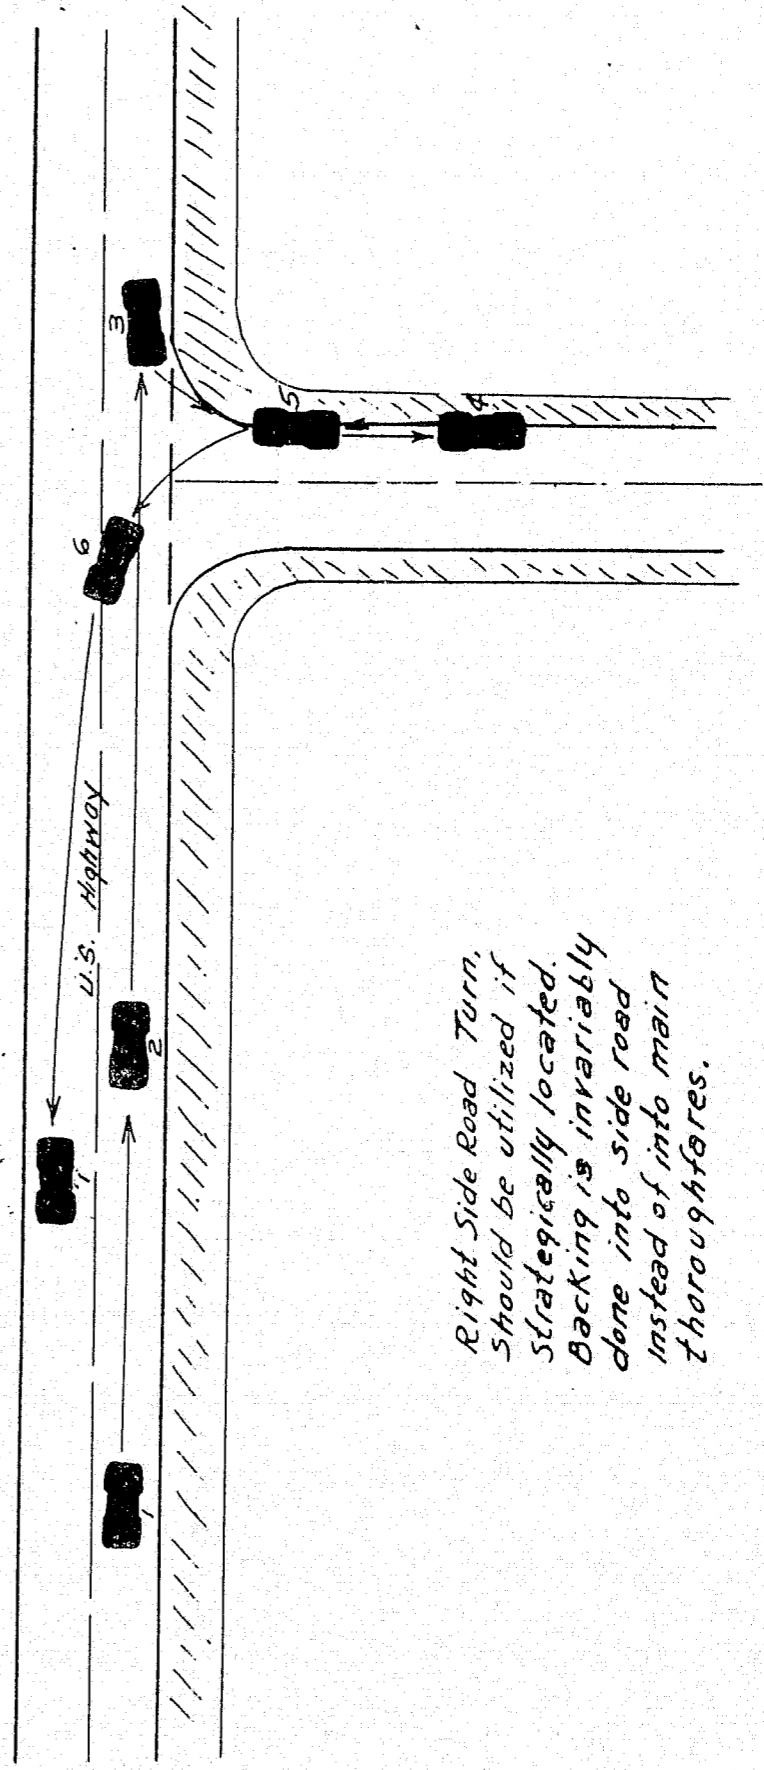 U.S. Highway
1
2
3
4
5
6
7
Right Side Road Turn,
should be utilized if
strategically located.
Backing is invariably
done into side road
instead of into main
thoroughfares.